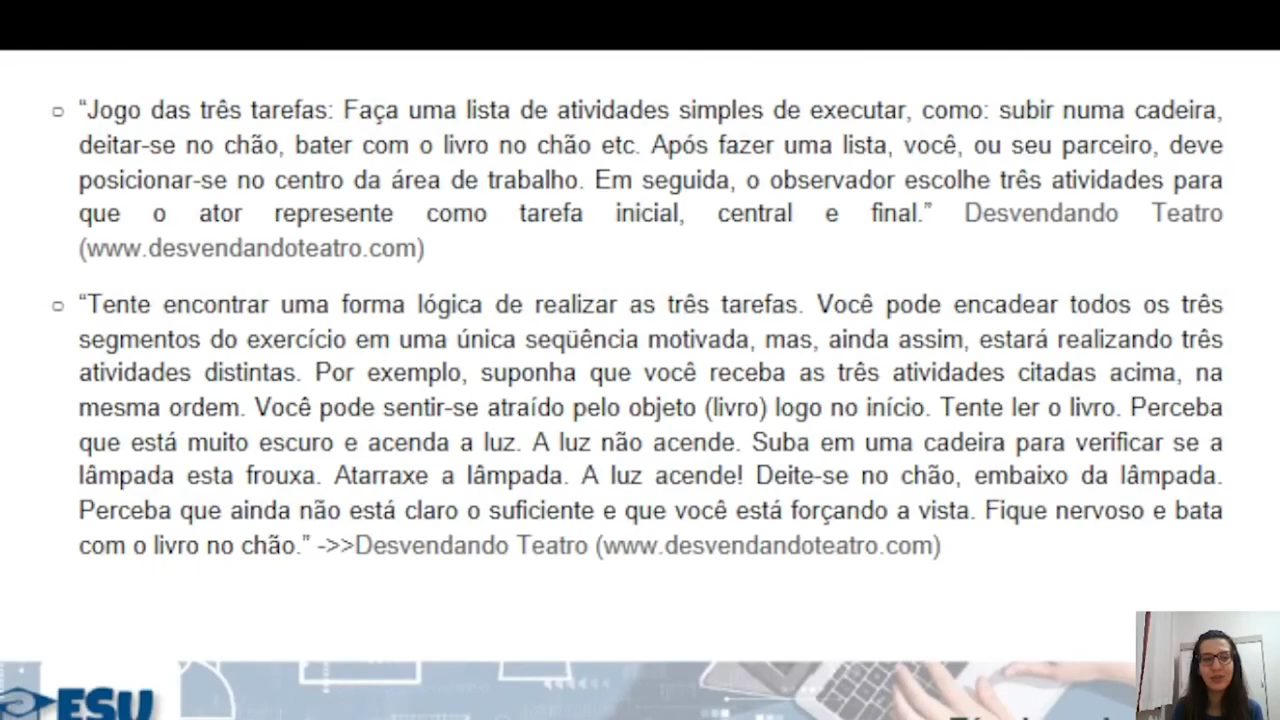 “Jogo das três tarefas: Faça uma lista de atividades simples de executar, como: subir numa cadeira,
deitar-se no chão, bater com o livro no chão etc. Após fazer uma lista, você, ou seu parceiro, deve
posicionar-se no centro da área de trabalho. Em seguida, o observador escolhe três atividades para
que o ator represente como tarefa inicial, central e final.” Desvendando Teatro
(www.desvendandoteatro.com)
“Tente encontrar uma forma lógica de realizar as três tarefas. Você pode encadear todos os três
segmentos do exercício em uma única seqüência motivada, mas, ainda assim, estará realizando três
atividades distintas. Por exemplo, suponha que você receba as três atividades citadas acima, na
mesma ordem. Você pode sentir-se atraído pelo objeto (livro) logo no início. Tente ler o livro. Perceba
que está muito escuro e acenda a luz. A luz não acende. Suba em uma cadeira para verificar se a
lâmpada esta frouxa. Atarraxe a lâmpada. A luz acende! Deite-se no chão, embaixo da lâmpada.
Perceba que ainda não está claro o suficiente e que você está forçando a vista. Fique nervoso e bata
com o livro no chão.” ->>Desvendando Teatro (www.desvendandoteatro.com)
ESU